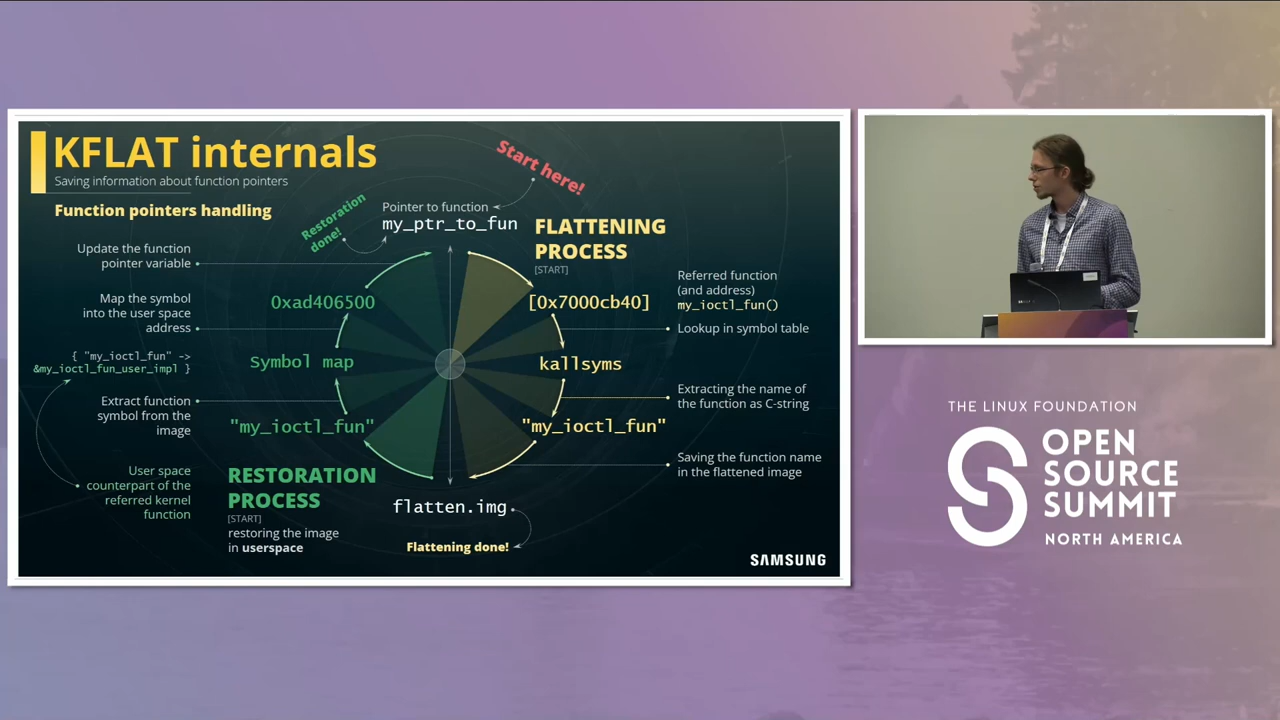 KFLAT internals
Saving information about function pointers
Function pointers handling
Start here!
Restoration
done!
Pointer to function
my_ptr_to_fun
FLATTENING
PROCESS
[START]
Update the function
pointer variable
0xad406500
[0x7000cb40]
Referred function
(and address)
my_ioctl_fun()
Map the symbol
into the user space
address
Lookup in symbol table
{ "my_ioctl_fun" ->
&my_ioctl_fun_user_impl }
Symbol map
kallsyms
Extract function
symbol from the
image
Extracting the name of
the function as C-string
"my_ioctl_fun"
"my_ioctl_fun"
Saving the function name
in the flattened image
User space
counterpart of the
referred kernel
function
RESTORATION
PROCESS
[START]
restoring the image
in userspace
flatten.img
Flattening done!
SAMSUNG
THE LINUX FOUNDATION
OPEN
SOURCE
SUMMIT
NORTH AMERICA